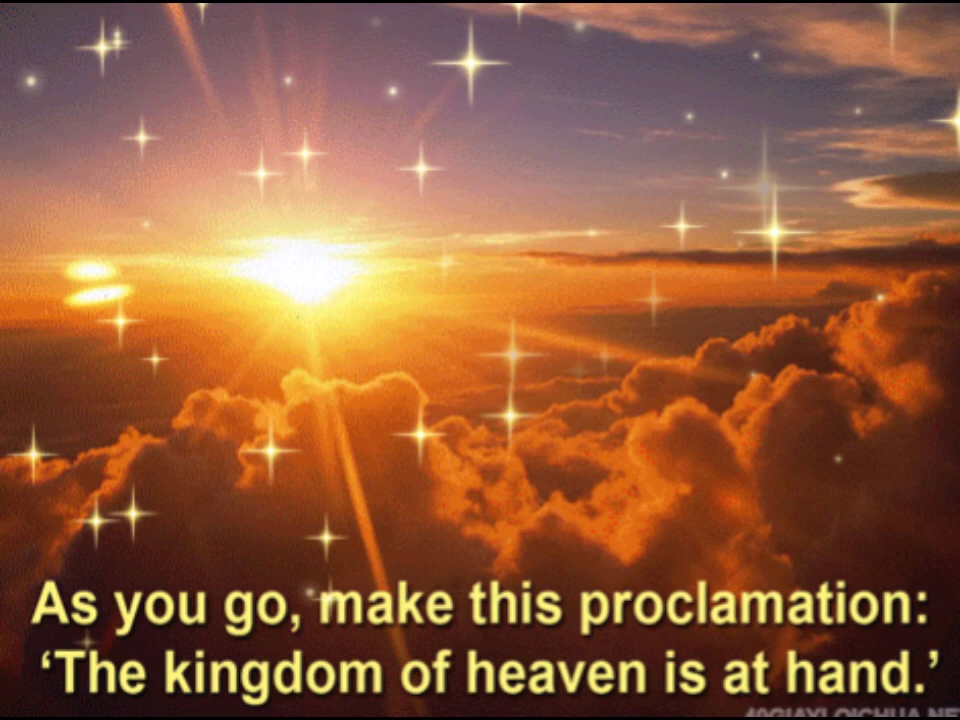 As you go, make this proclamation:
‘The kingdom of heaven is at hand.’